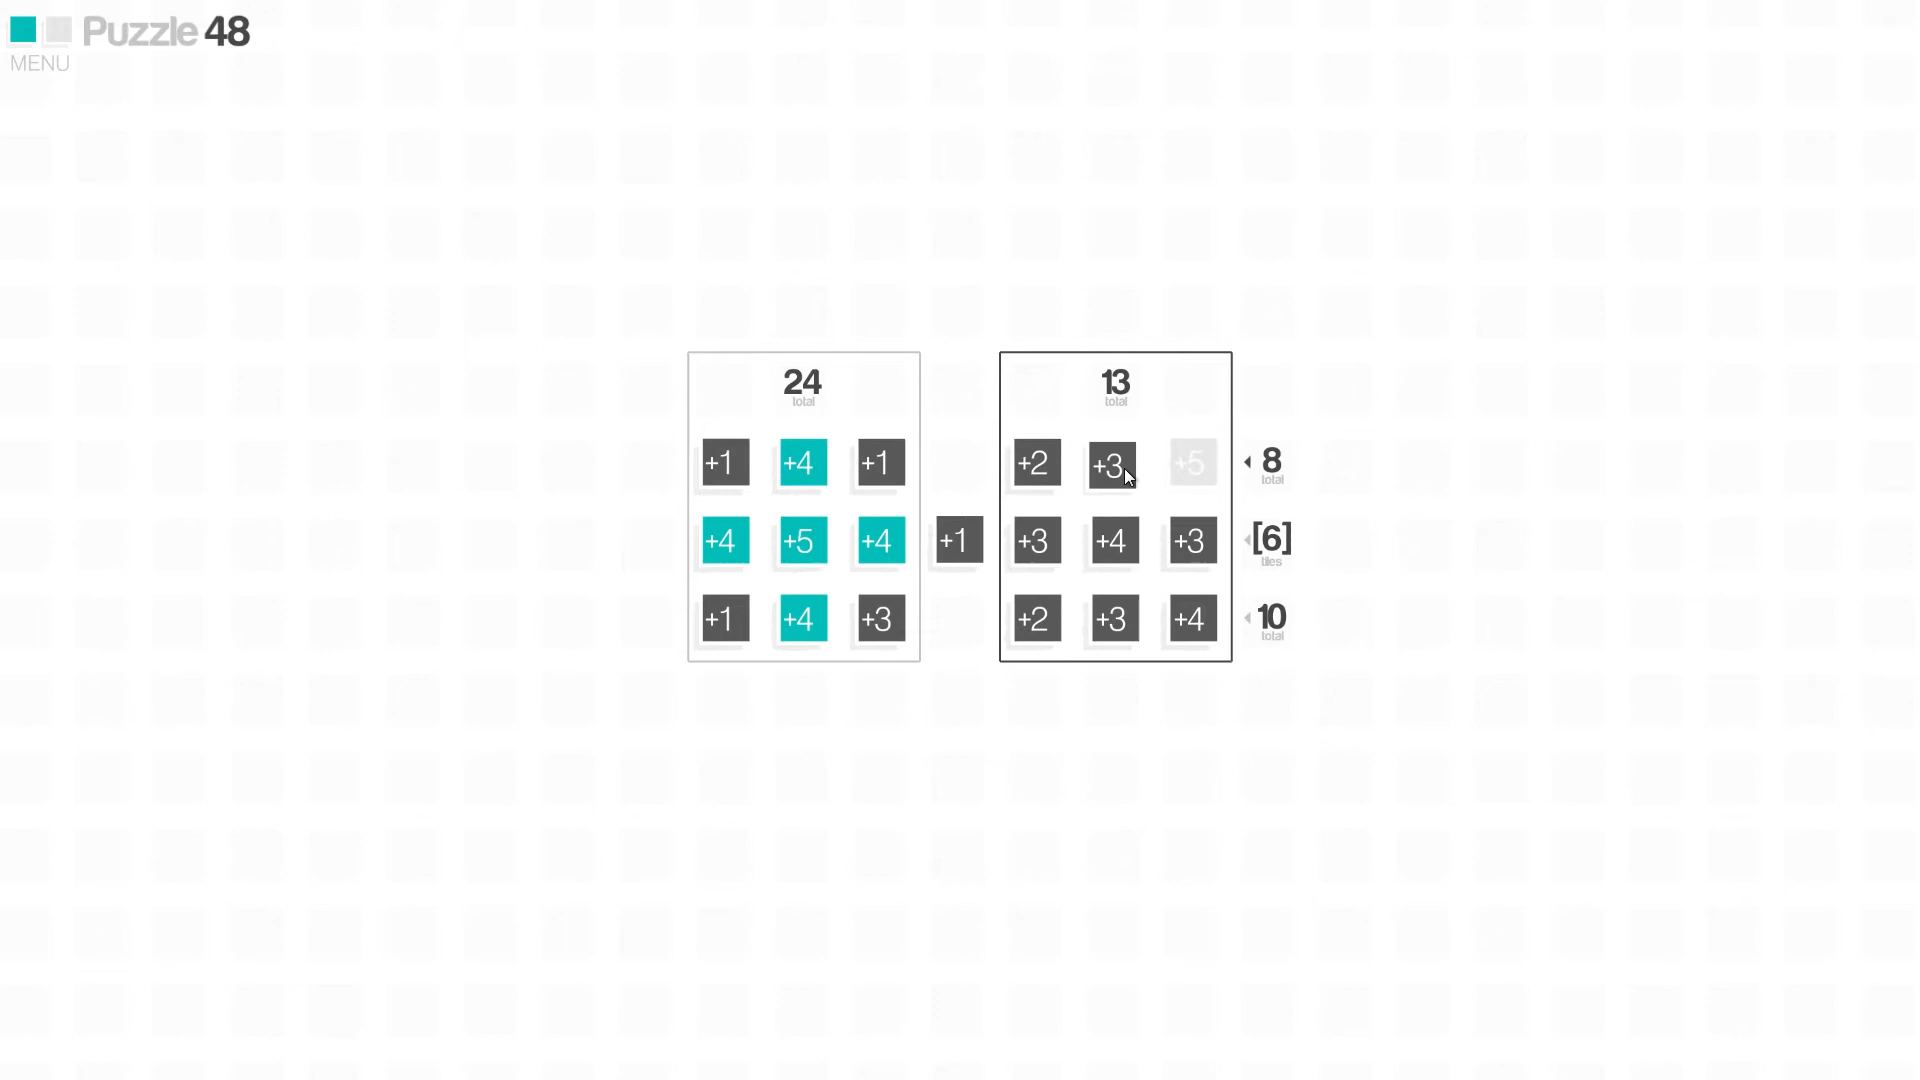 Puzzle 48
MENU
24
total
13
total
+1 +4 +1 +2 +3 +5
8
total
+4 +5 +4 +1 +3 +4 +3
[6]
tiles
+1 +4 +3 +2 +3 +4
10
total